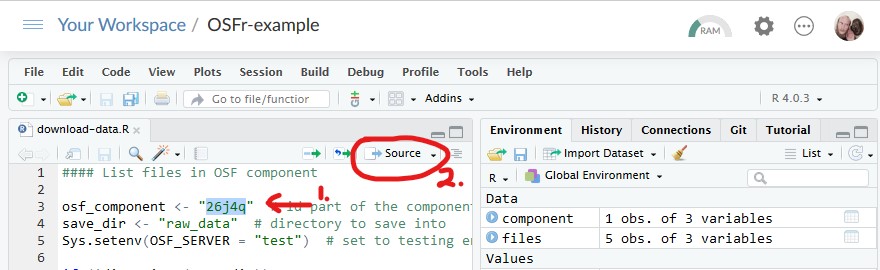 Your Workspace / OSFr-example
RAM
File Edit Code View Plots Session Build Debug Profile Tools Help
Go to file/function Addins R 4.0.3
download-data.R
Source
1 #### List files in OSF component
2
3 osf_component <- "26j4q" 1. id part of the component
4 save_dir <- "raw_data" # directory to save into
5 Sys.setenv(OSF_SERVER = "test") # set to testing en
2.
Environment History Connections Git Tutorial
Import Dataset List
R Global Environment
Data
component 1 obs. of 3 variables
files 5 obs. of 3 variables
Values